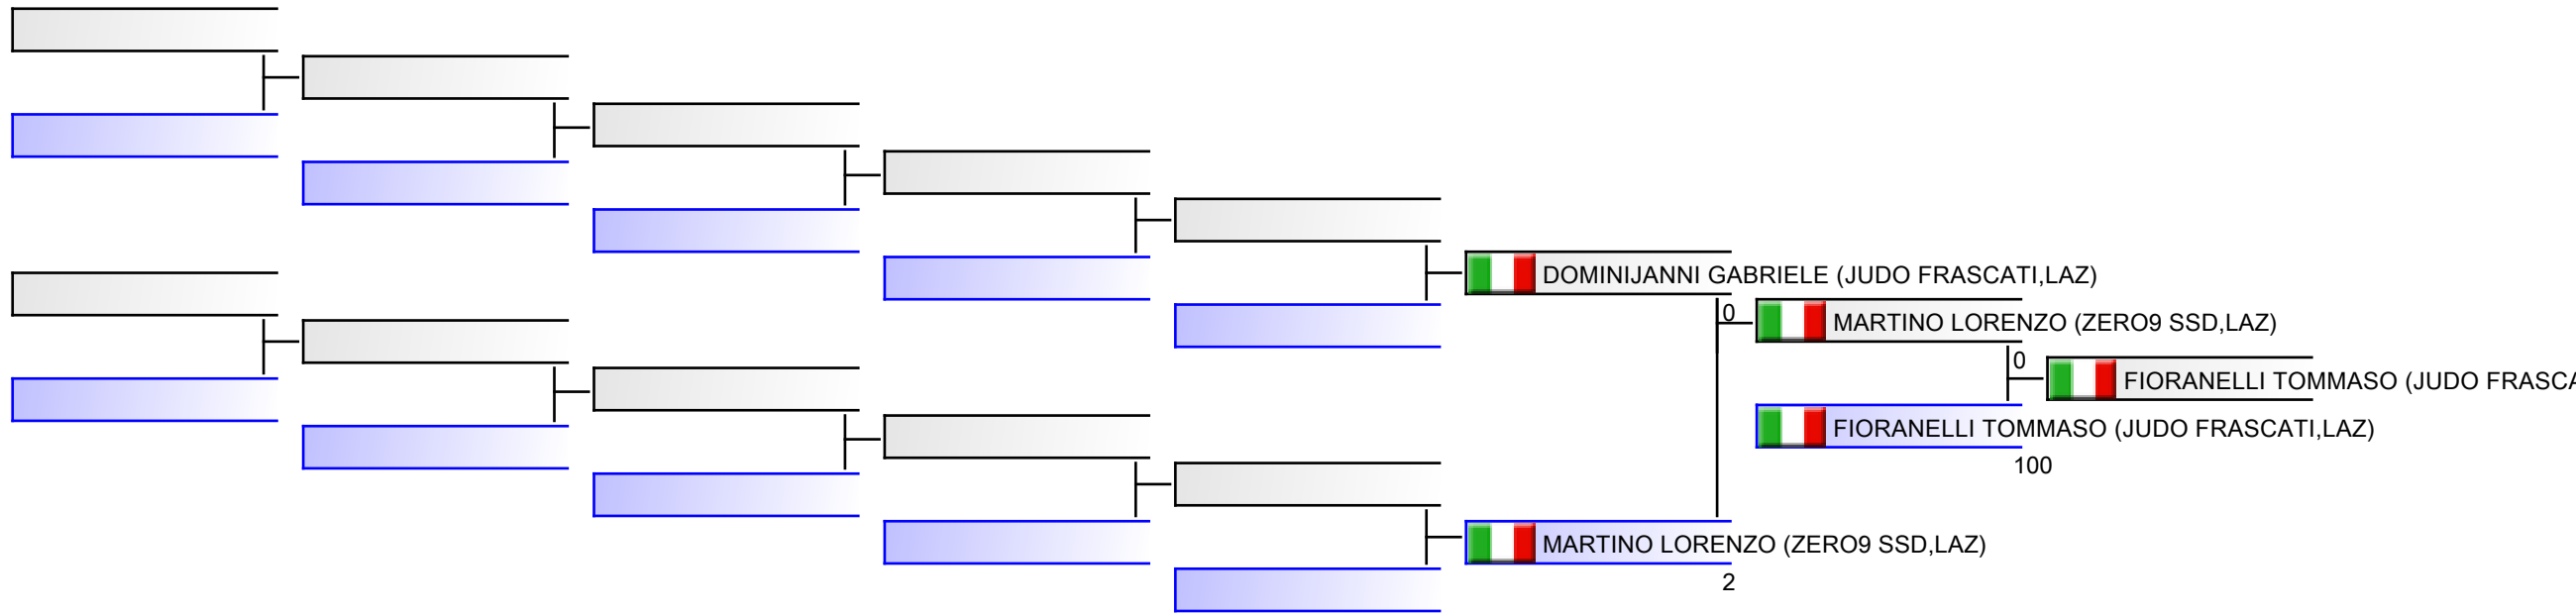 DOMINIJANNI GABRIELE (JUDO FRASCATI,LAZ)
0
MARTINO LORENZO (ZERO9 SSD,LAZ)
0
FIORANELLI TOMMASO (JUDO FRASCA
FIORANELLI TOMMASO (JUDO FRASCATI,LAZ)
100
MARTINO LORENZO (ZERO9 SSD,LAZ)
2